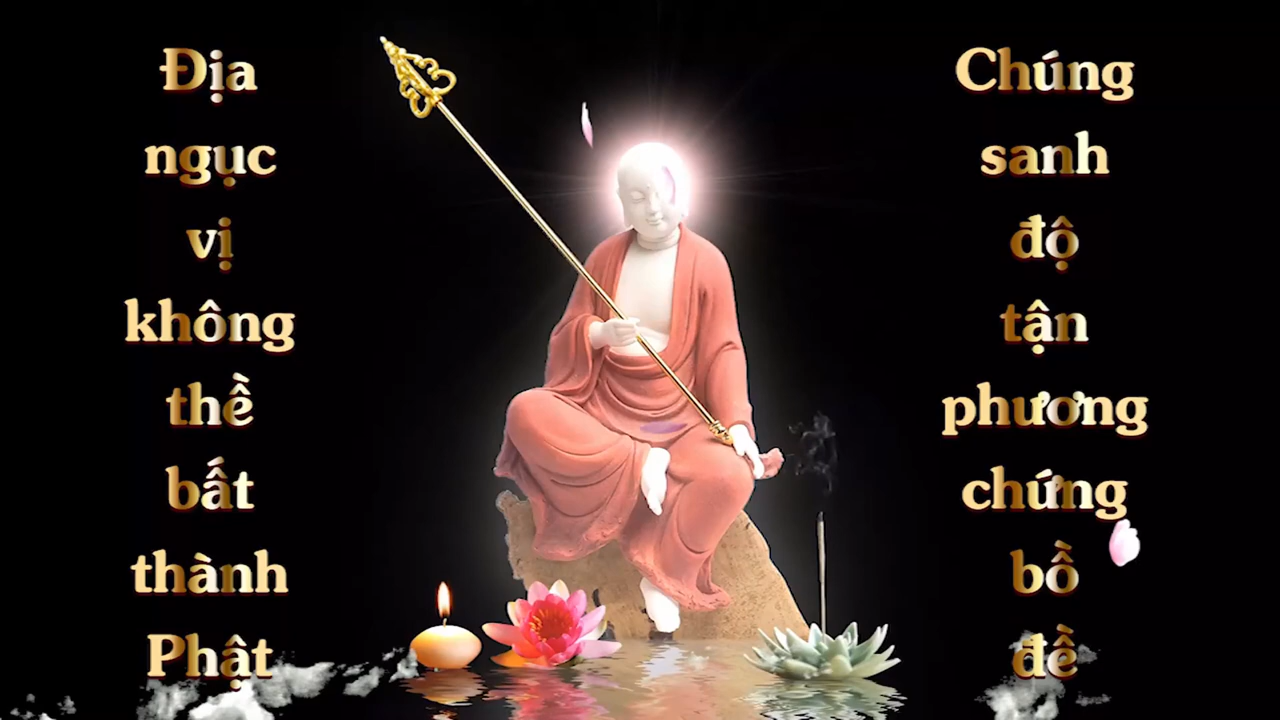 Địa
ngục
vị
không
thề
bất
thành
Phật
Chúng
sanh
độ
tận
phương
chứng
bồ
đề